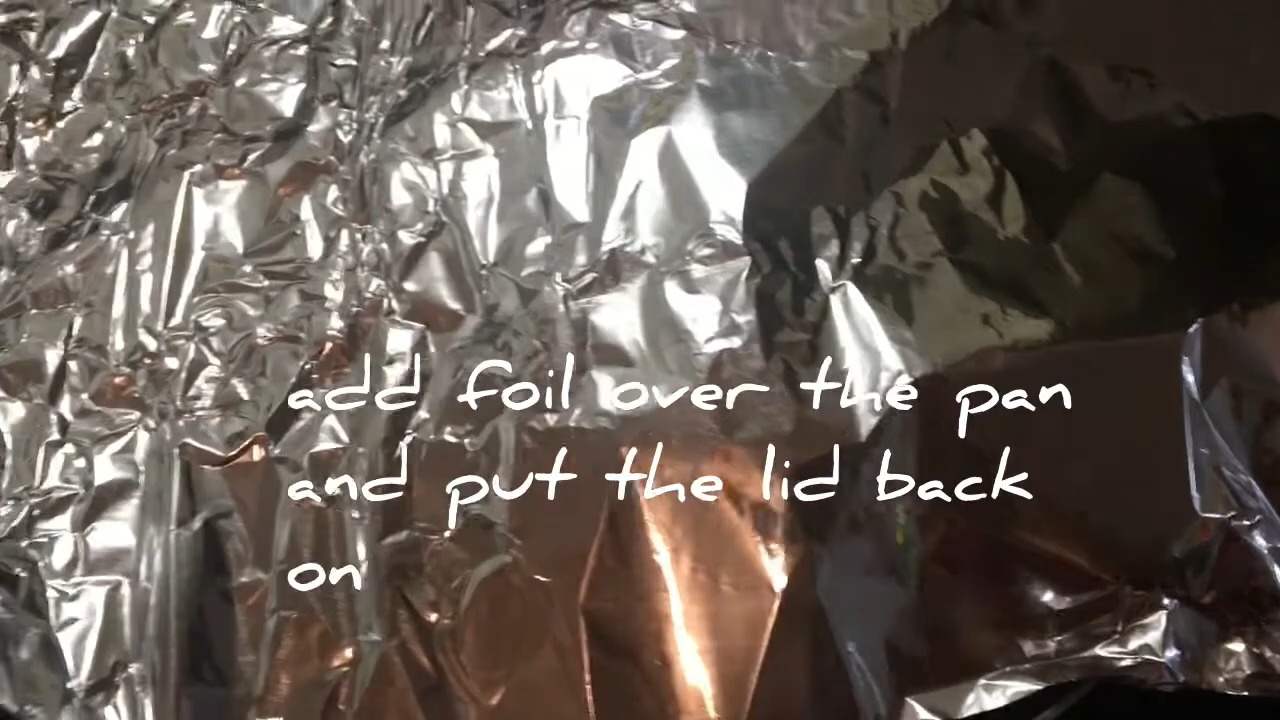 add foil over the pan
and put the lid back
on